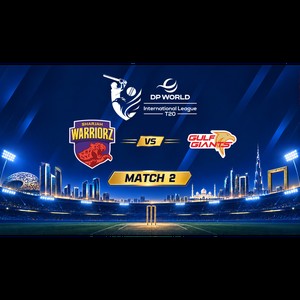 DP WORLD
International League
T20
SHARJAH
WARRIORZ
VS
GULF
GIANTS
MATCH 2